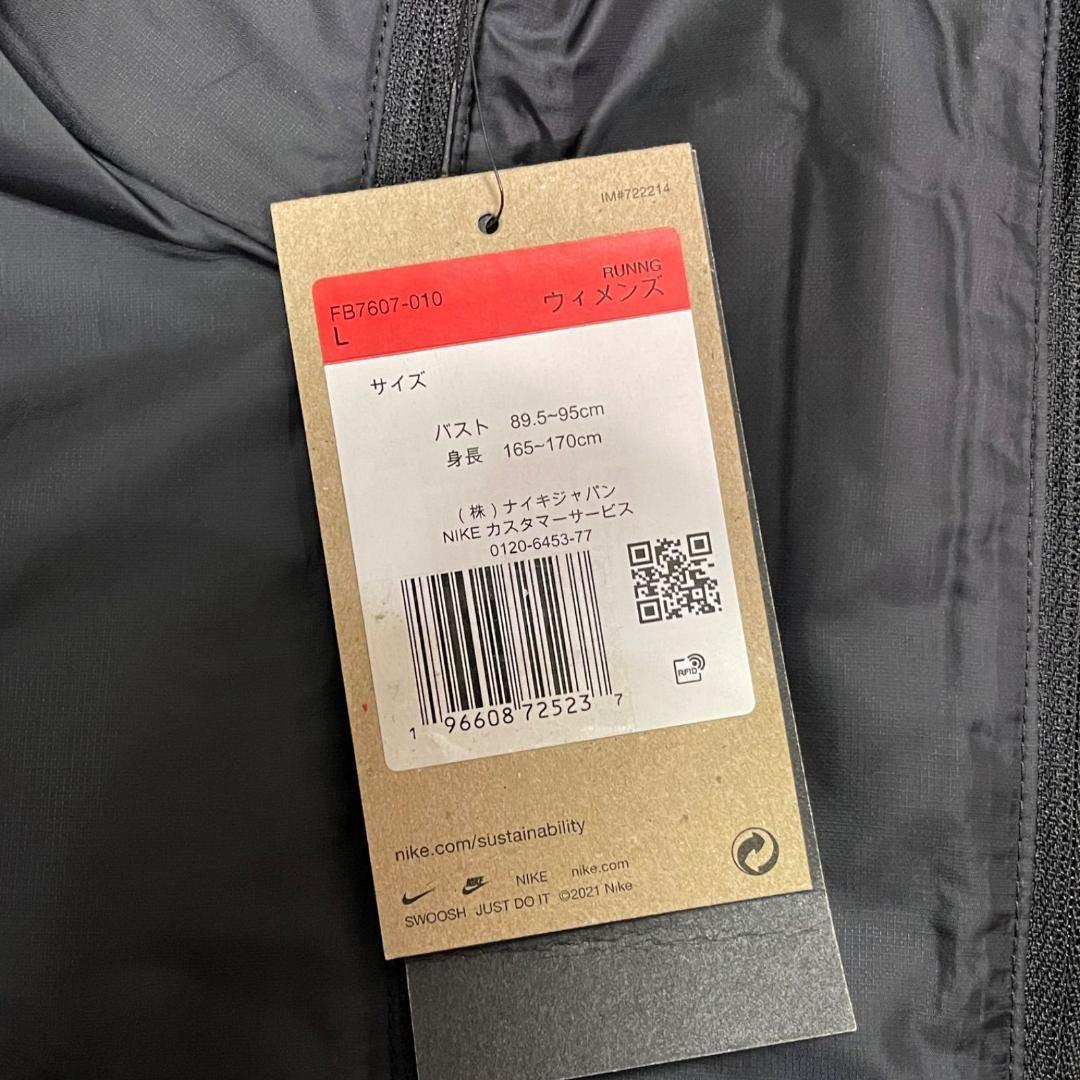 IM#722214
FB7607-010
RUNNG
L
ウィメンズ
サイズ
バスト 89.5~95cm
身長 165~170cm
(株)ナイキジャパン
NIKE カスタマーサービス
0120-6453-77
RFID
1 96608 72523 7
nike.com/sustainability
NIKE nike.com
SWOOSH JUST DO IT ©2021 Nike